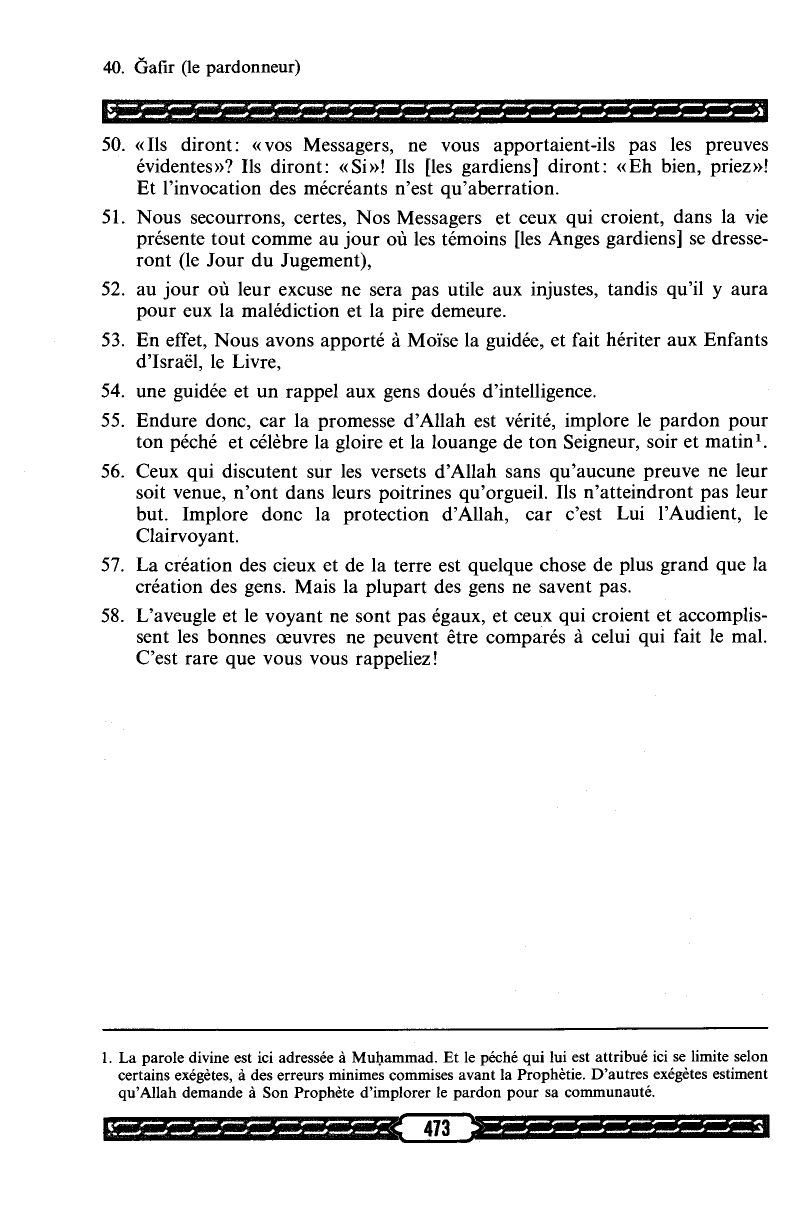 40. Ğafir (le pardonneur)
50. «Ils diront: «vos Messagers, ne vous apportaient-ils pas les preuves
évidentes»? Ils diront: «Si»! Ils [les gardiens] diront: «Eh bien, priez»!
Et l'invocation des mécréants n'est qu'aberration.
51. Nous secourrons, certes, Nos Messagers et ceux qui croient, dans la vie
présente tout comme au jour où les témoins [les Anges gardiens] se dresse-
ront (le Jour du Jugement),
52. au jour où leur excuse ne sera pas utile aux injustes, tandis qu'il y aura
pour eux la malédiction et la pire demeure.
53. En effet, Nous avons apporté à Moïse la guidée, et fait hériter aux Enfants
d'Israël, le Livre,
54. une guidée et un rappel aux gens doués d'intelligence.
55. Endure donc, car la promesse d'Allah est vérité, implore le pardon pour
ton péché et célèbre la gloire et la louange de ton Seigneur, soir et matin¹.
56. Ceux qui discutent sur les versets d'Allah sans qu'aucune preuve ne leur
soit venue, n'ont dans leurs poitrines qu'orgueil. Ils n'atteindront pas leur
but. Implore donc la protection d'Allah, car c'est Lui l'Audient, le
Clairvoyant.
57. La création des cieux et de la terre est quelque chose de plus grand que la
création des gens. Mais la plupart des gens ne savent pas.
58. L'aveugle et le voyant ne sont pas égaux, et ceux qui croient et accomplis-
sent les bonnes œuvres ne peuvent être comparés à celui qui fait le mal.
C'est rare que vous vous rappeliez!
1. La parole divine est ici adressée à Muḥammad. Et le péché qui lui est attribué ici se limite selon
certains exégètes, à des erreurs minimes commises avant la Prophètie. D'autres exégètes estiment
qu'Allah demande à Son Prophète d'implorer le pardon pour sa communauté.
473